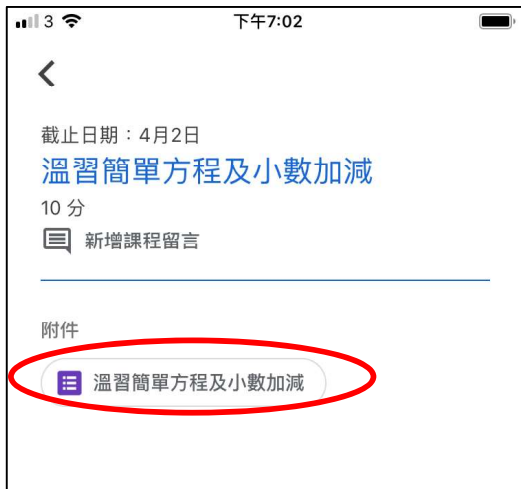 3 下午7:02
截止日期：4月2日
溫習簡單方程及小數加減
10 分
新增課程留言
附件
溫習簡單方程及小數加減